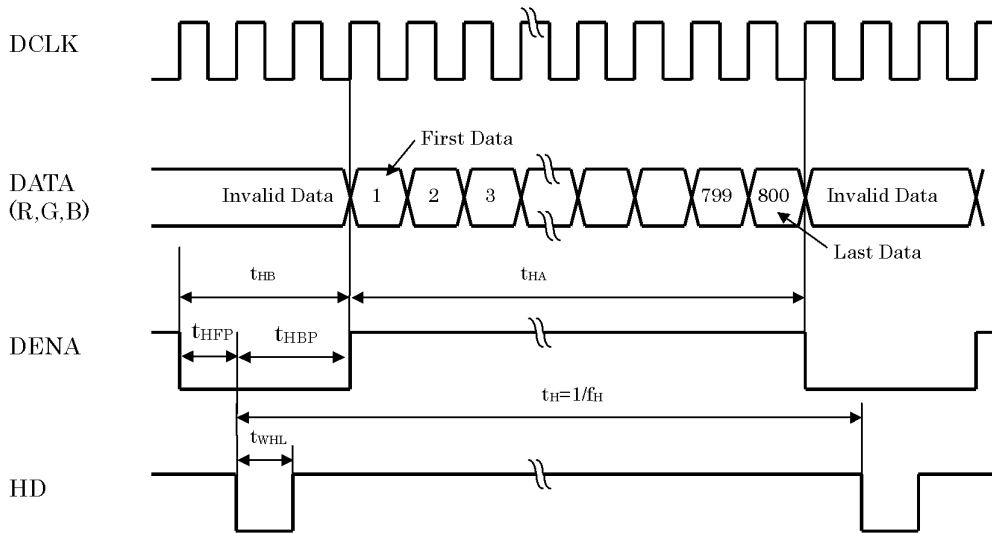 DCLK
First Data
DATA
(R,G,B)
Invalid Data 1 2 3 799 800 Invalid Data
Last Data
tHB tHA
DENA
tHFP tHBP
tH=1/fH
tWHL
HD